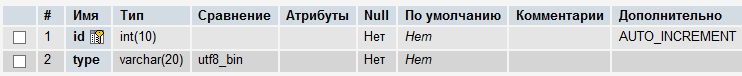 # Имя Тип Сравнение Атрибуты Null По умолчанию Комментарии Дополнительно
1 id int(10) Нет Нет AUTO_INCREMENT
2 type varchar(20) utf8_bin Нет Нет